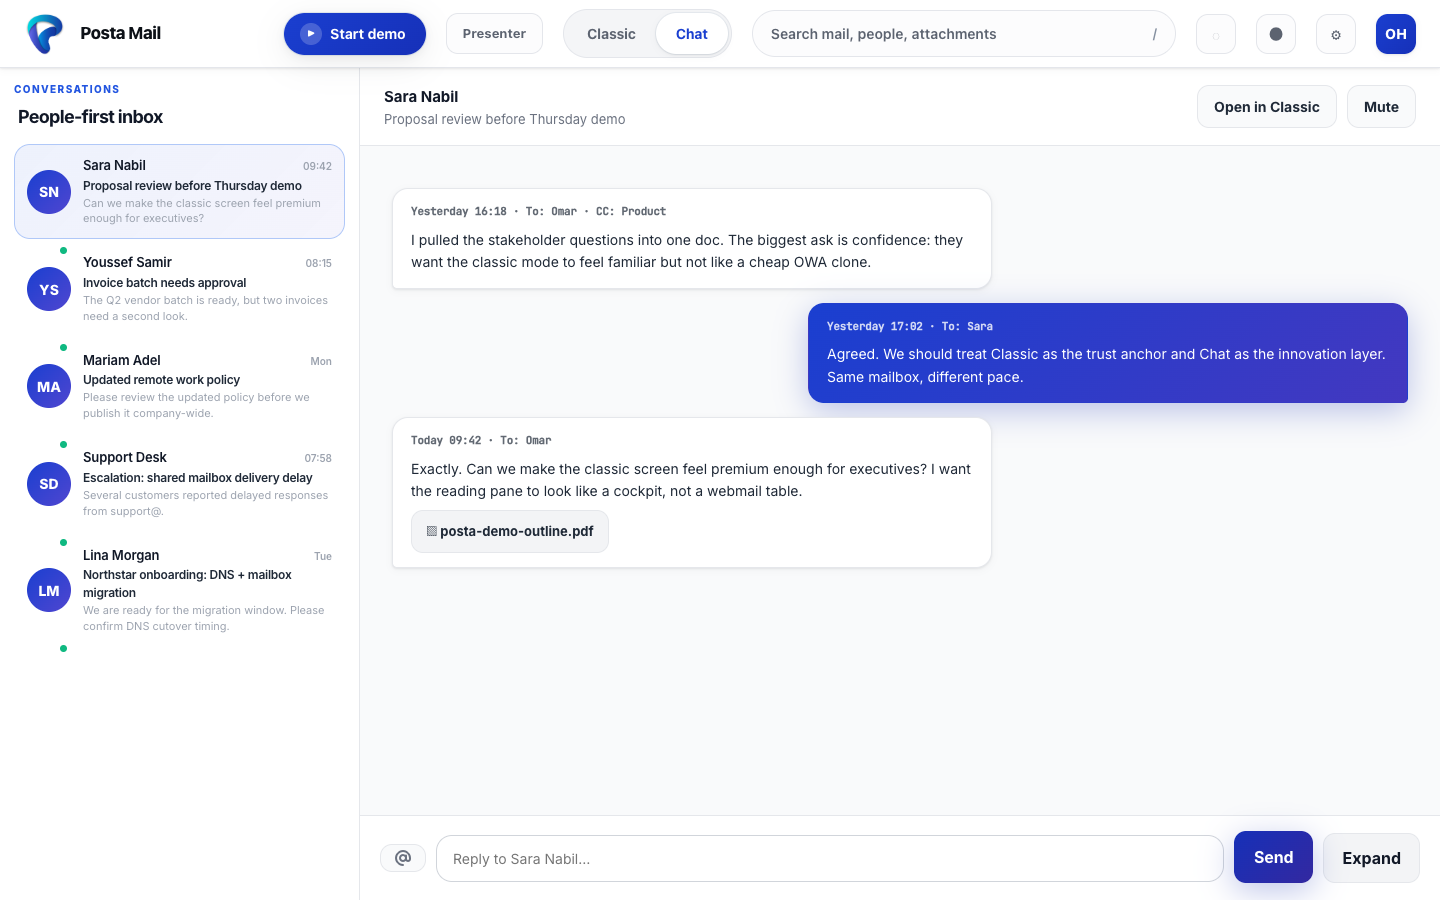 Posta Mail
Start demo
Presenter
Classic
Chat
Search mail, people, attachments
/
OH
CONVERSATIONS
People-first inbox
SN
Sara Nabil
09:42
Proposal review before Thursday demo
Can we make the classic screen feel premium
enough for executives?
YS
Youssef Samir
08:15
Invoice batch needs approval
The Q2 vendor batch is ready, but two invoices
need a second look.
MA
Mariam Adel
Mon
Updated remote work policy
Please review the updated policy before we
publish it company-wide.
SD
Support Desk
07:58
Escalation: shared mailbox delivery delay
Several customers reported delayed responses
from support@.
LM
Lina Morgan
Tue
Northstar onboarding: DNS + mailbox
migration
We are ready for the migration window. Please
confirm DNS cutover timing.
Sara Nabil
Proposal review before Thursday demo
Open in Classic
Mute
Yesterday 16:18 · To: Omar · CC: Product
I pulled the stakeholder questions into one doc. The biggest ask is confidence: they
want the classic mode to feel familiar but not like a cheap OWA clone.
Yesterday 17:02 · To: Sara
Agreed. We should treat Classic as the trust anchor and Chat as the innovation layer.
Same mailbox, different pace.
Today 09:42 · To: Omar
Exactly. Can we make the classic screen feel premium enough for executives? I want
the reading pane to look like a cockpit, not a webmail table.
posta-demo-outline.pdf
@
Reply to Sara Nabil...
Send
Expand